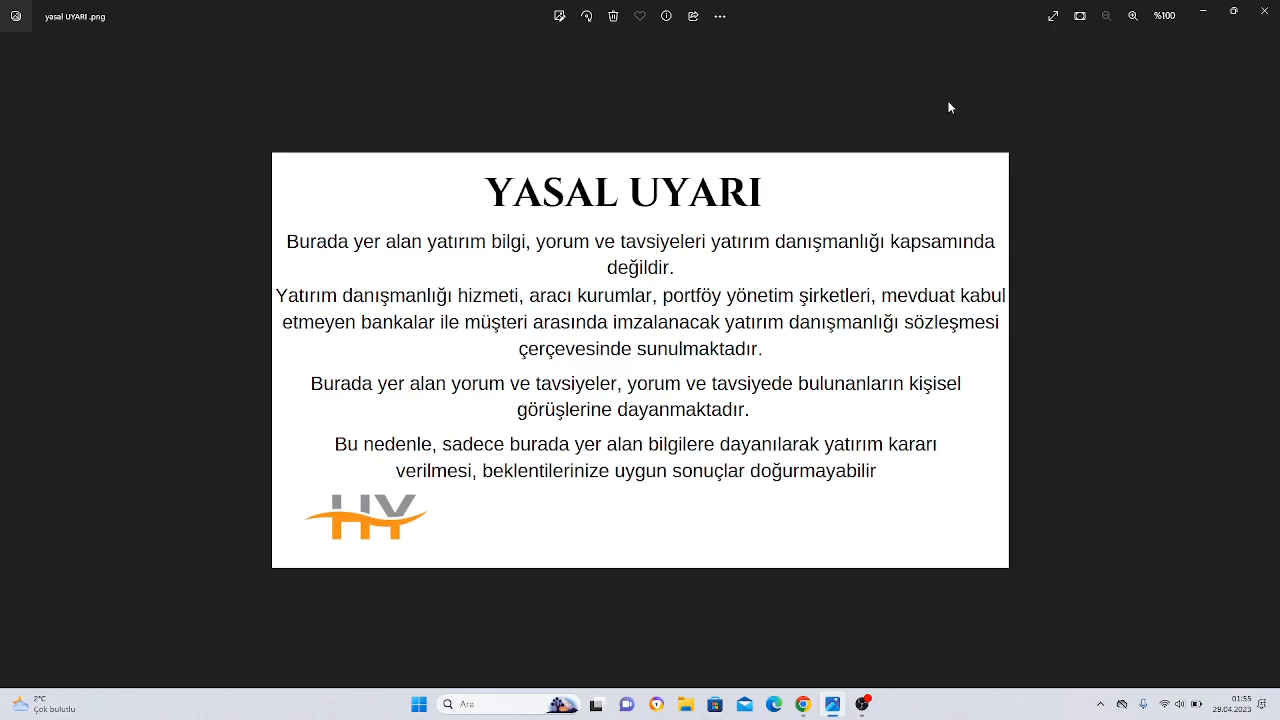 yasal UYARI .png
%100
YASAL UYARI
Burada yer alan yatırım bilgi, yorum ve tavsiyeleri yatırım danışmanlığı kapsamında
değildir.
Yatırım danışmanlığı hizmeti, aracı kurumlar, portföy yönetim şirketleri, mevduat kabul
etmeyen bankalar ile müşteri arasında imzalanacak yatırım danışmanlığı sözleşmesi
çerçevesinde sunulmaktadır.
Burada yer alan yorum ve tavsiyeler, yorum ve tavsiyede bulunanların kişisel
görüşlerine dayanmaktadır.
Bu nedenle, sadece burada yer alan bilgilere dayanılarak yatırım kararı
verilmesi, beklentilerinize uygun sonuçlar doğurmayabilir
HY
2°C
Çok bulutlu
Ara
01:55
29.04.2023